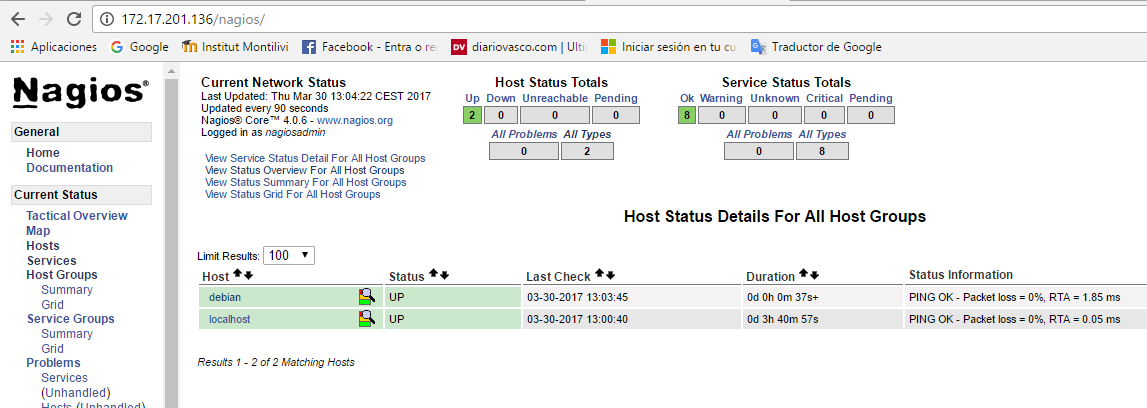 172.17.201.136/nagios/
Aplicaciones Google Institut Montilivi Facebook - Entra o re DV diariovasco.com | Últi Iniciar sesión en tu cu Traductor de Google
Nagios®
General
Home
Documentation
Current Status
Tactical Overview
Map
Hosts
Services
Host Groups
Summary
Grid
Service Groups
Summary
Grid
Problems
Services
(Unhandled)
Hosts (Unhandled)
Current Network Status
Last Updated: Thu Mar 30 13:04:22 CEST 2017
Updated every 90 seconds
Nagios® Core™ 4.0.6 - www.nagios.org
Logged in as nagiosadmin
View Service Status Detail For All Host Groups
View Status Overview For All Host Groups
View Status Summary For All Host Groups
View Status Grid For All Host Groups
Host Status Totals
Up Down Unreachable Pending
2 0 0 0
All Problems All Types
0 2
Service Status Totals
Ok Warning Unknown Critical Pending
8 0 0 0 0
All Problems All Types
0 8
Host Status Details For All Host Groups
Limit Results: 100
Host Status Last Check Duration Status Information
debian UP 03-30-2017 13:03:45 0d 0h 0m 37s+ PING OK - Packet loss = 0%, RTA = 1.85 ms
localhost UP 03-30-2017 13:00:40 0d 3h 40m 57s PING OK - Packet loss = 0%, RTA = 0.05 ms
Results 1 - 2 of 2 Matching Hosts